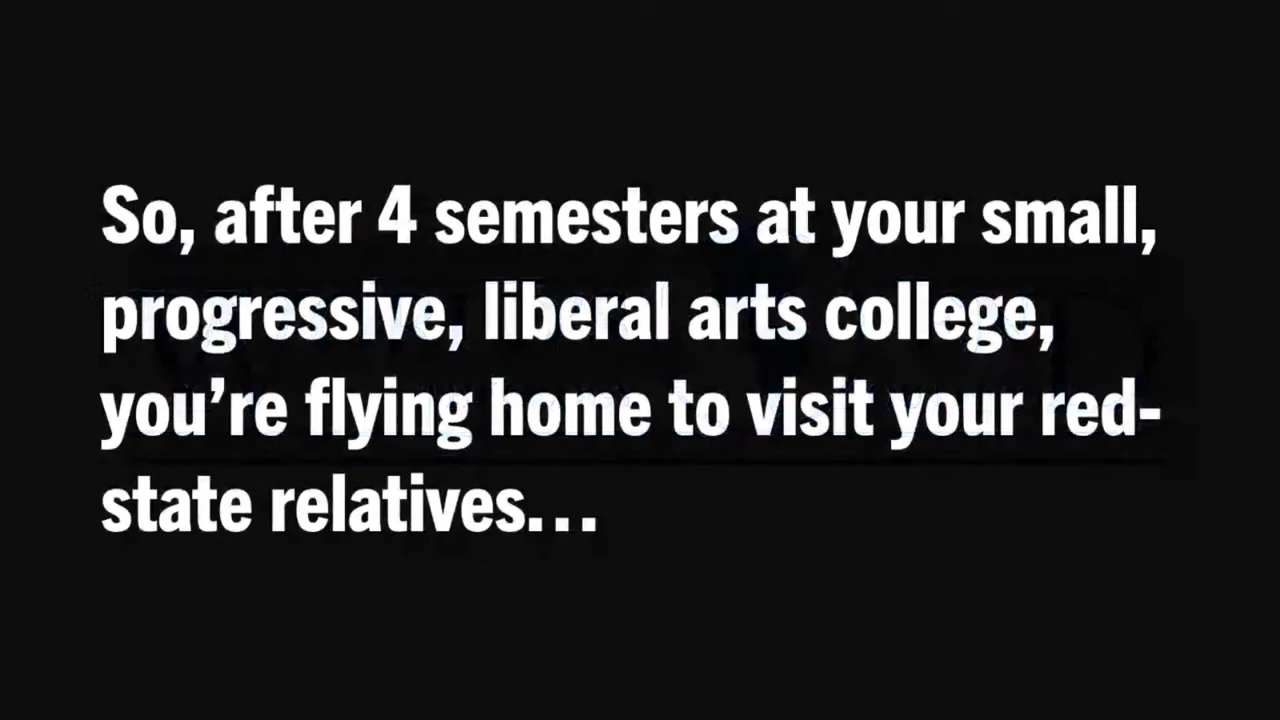 So, after 4 semesters at your small,
progressive, liberal arts college,
you’re flying home to visit your red-
state relatives…